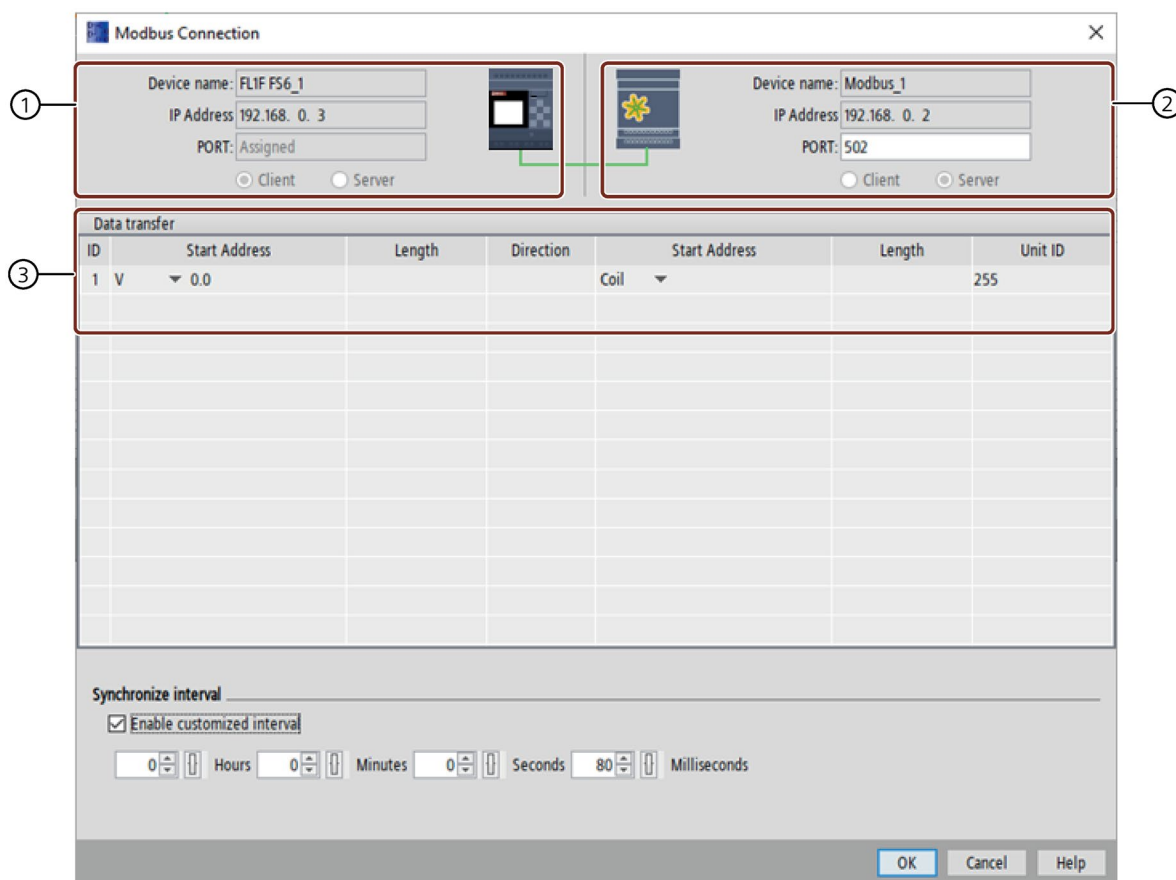 Modbus Connection
①
Device name: FL1F FS6_1
IP Address 192.168. 0. 3
PORT: Assigned
Client Server
②
Device name: Modbus_1
IP Address 192.168. 0. 2
PORT: 502
Client Server
③
Data transfer
ID Start Address Length Direction Start Address Length Unit ID
1 V 0.0 Coil 255
Synchronize interval
Enable customized interval
0 Hours 0 Minutes 0 Seconds 80 Milliseconds
OK Cancel Help